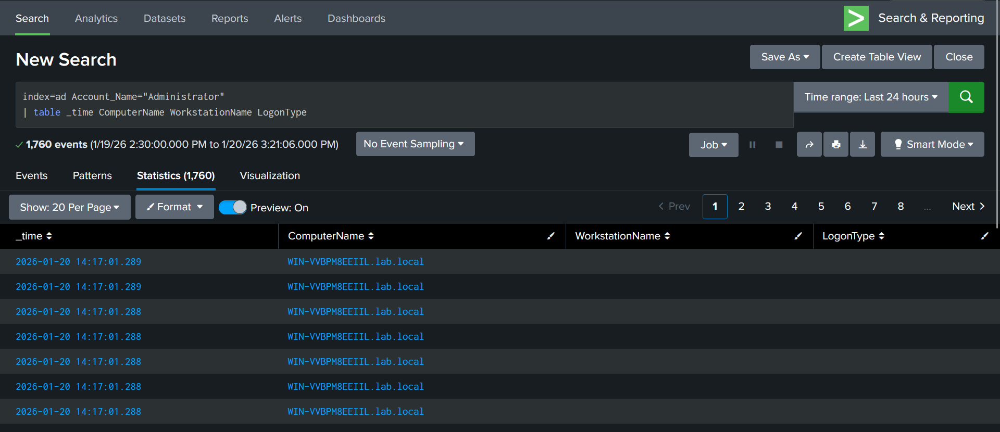 Search Analytics Datasets Reports Alerts Dashboards Search & Reporting
New Search
Save As Create Table View Close
index=ad Account_Name="Administrator"
| table _time ComputerName WorkstationName LogonType
Time range: Last 24 hours
1,760 events (1/19/26 2:30:00.000 PM to 1/20/26 3:21:06.000 PM) No Event Sampling Job Smart Mode
Events Patterns Statistics (1,760) Visualization
Show: 20 Per Page Format Preview: On < Prev 1 2 3 4 5 6 7 8 ... Next >
_time ComputerName WorkstationName LogonType
2026-01-20 14:17:01.289 WIN-VVBPM8EEIIL.lab.local
2026-01-20 14:17:01.289 WIN-VVBPM8EEIIL.lab.local
2026-01-20 14:17:01.288 WIN-VVBPM8EEIIL.lab.local
2026-01-20 14:17:01.288 WIN-VVBPM8EEIIL.lab.local
2026-01-20 14:17:01.288 WIN-VVBPM8EEIIL.lab.local
2026-01-20 14:17:01.288 WIN-VVBPM8EEIIL.lab.local
2026-01-20 14:17:01.288 WIN-VVBPM8EEIIL.lab.local